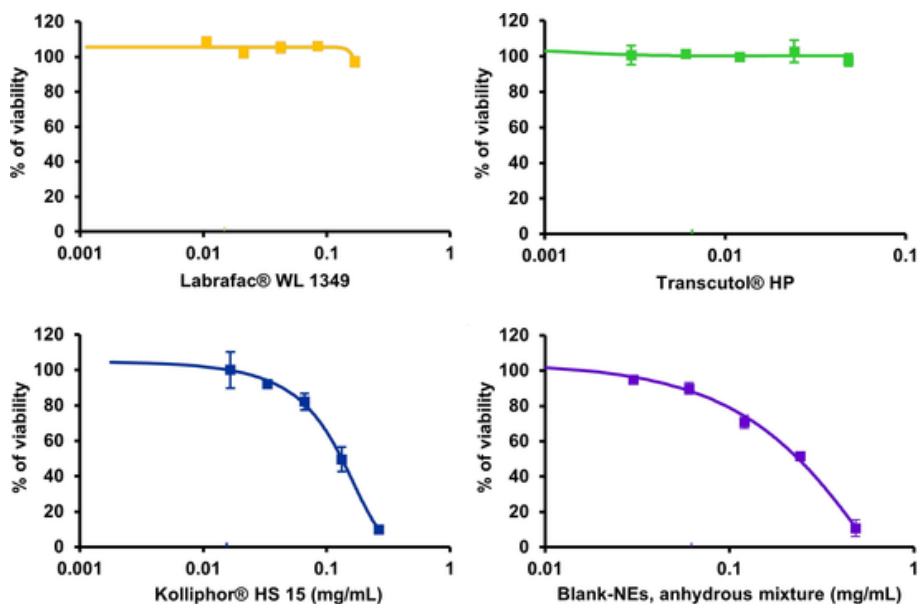 120
100
80
60
40
20
0
% of viability
0.001 0.01 0.1 1
Labrafac® WL 1349
120
100
80
60
40
20
0
% of viability
0.001 0.01 0.1
Transcutol® HP
120
100
80
60
40
20
0
% of viability
0.001 0.01 0.1 1
Kolliphor® HS 15 (mg/mL)
120
100
80
60
40
20
0
% of viability
0.01 0.1 1
Blank-NEs, anhydrous mixture (mg/mL)